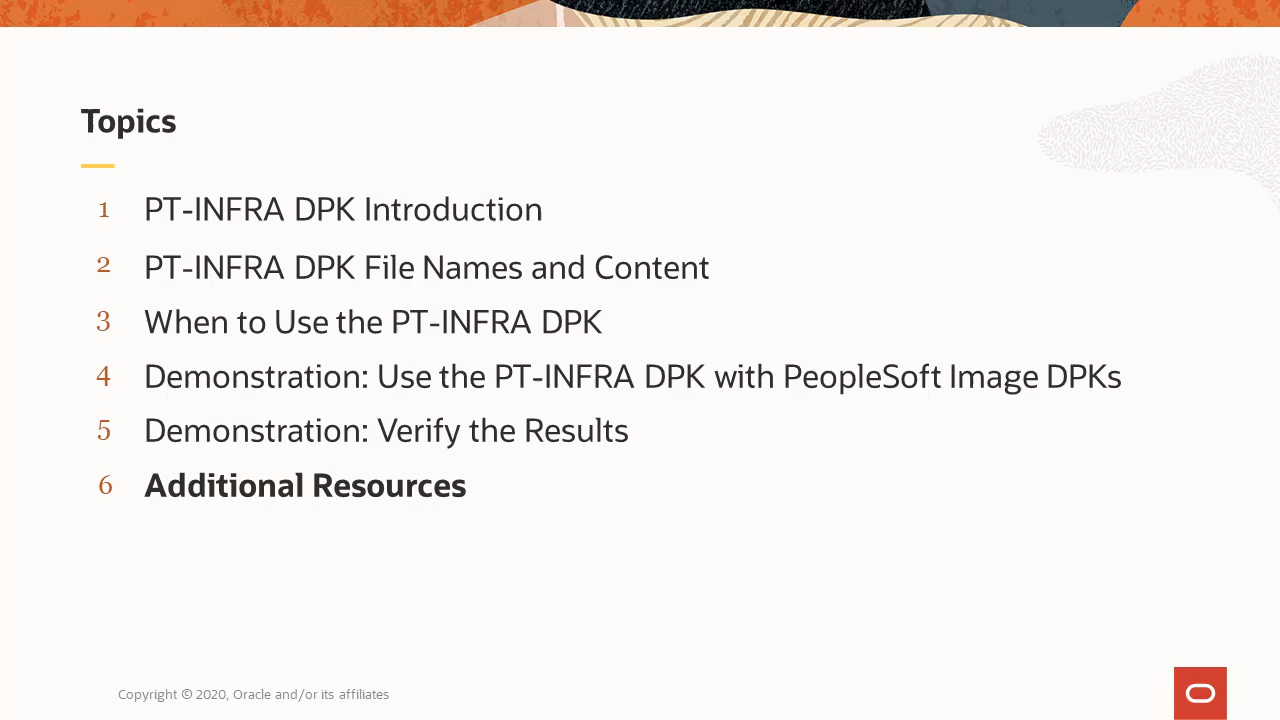 Topics
1 PT-INFRA DPK Introduction
2 PT-INFRA DPK File Names and Content
3 When to Use the PT-INFRA DPK
4 Demonstration: Use the PT-INFRA DPK with PeopleSoft Image DPKs
5 Demonstration: Verify the Results
6 Additional Resources
Copyright © 2020, Oracle and/or its affiliates